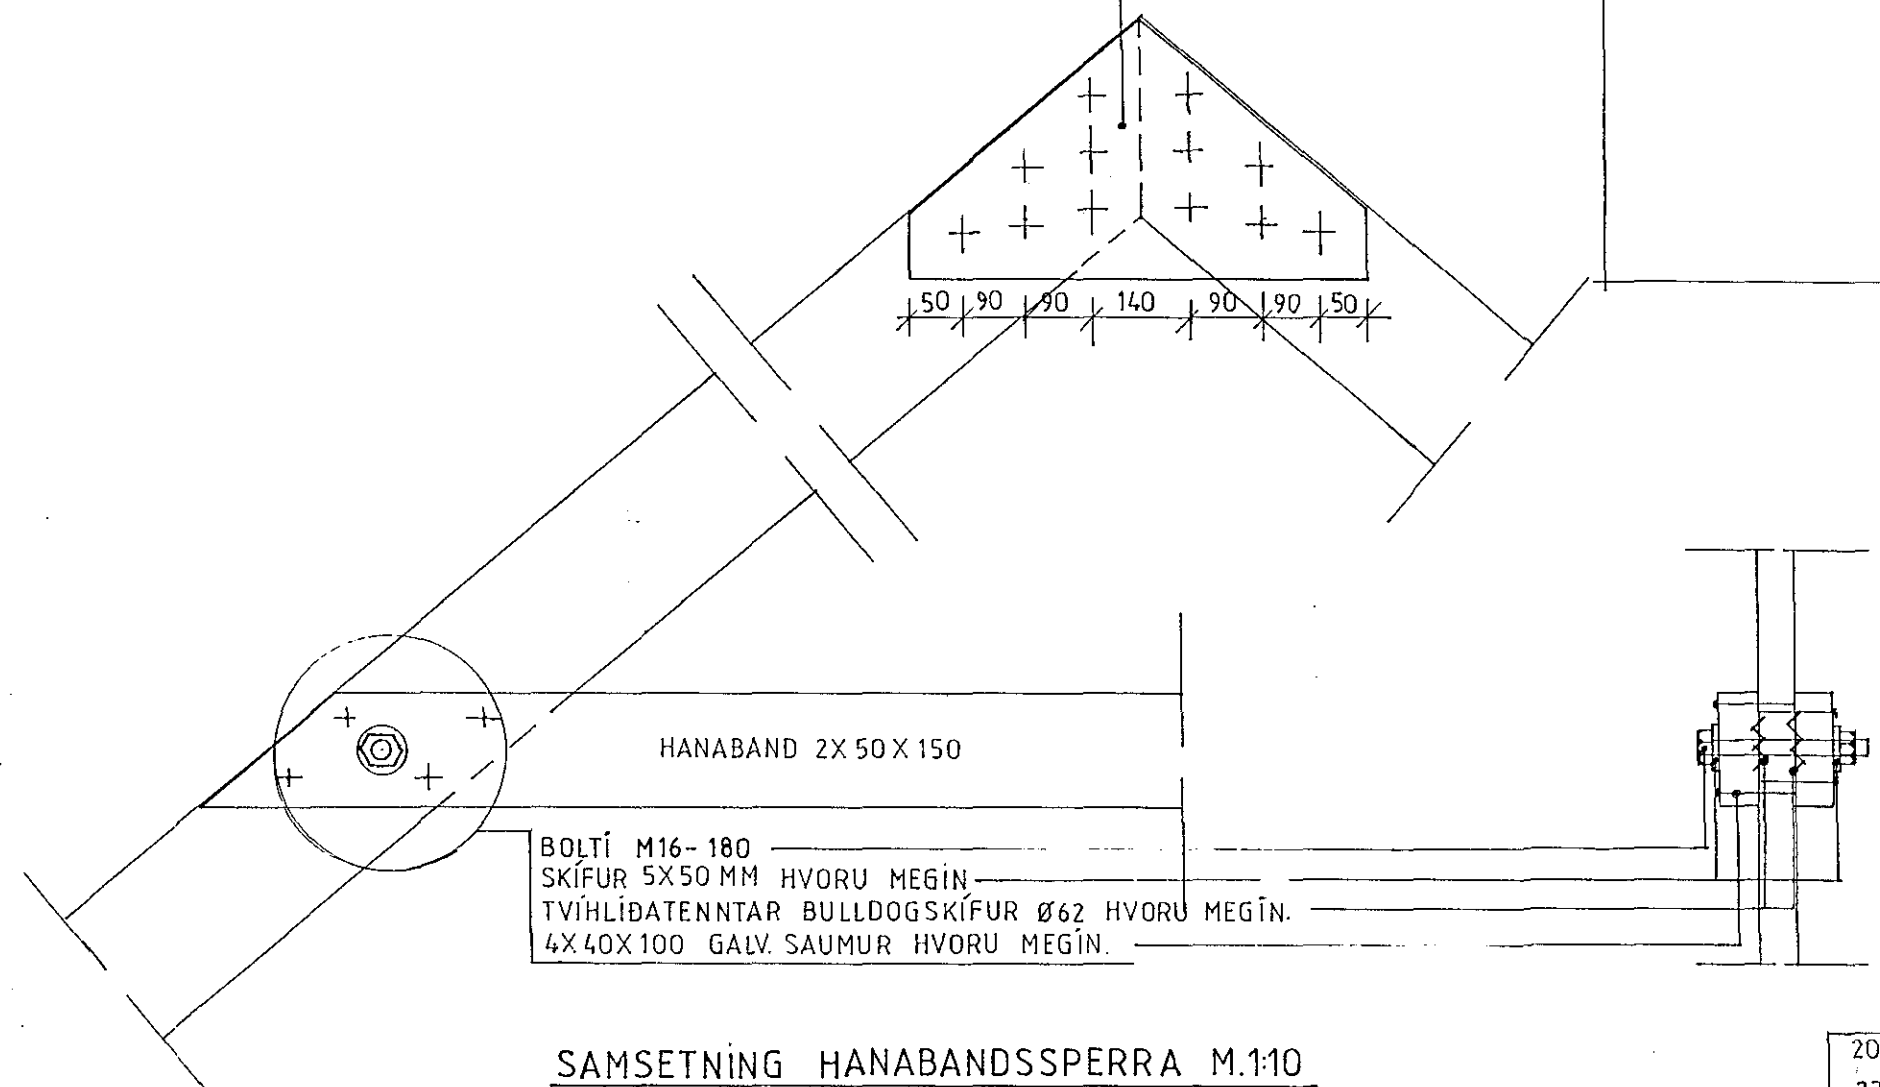 50 90 90 140 90 90 50
HANABAND 2X50X150
BOLTÍ M16-180
SKÍFUR 5X50 MM HVORU MEGÍN
TVÍHLÍÐATENNTAR BULLDOGSKÍFUR Ø62 HVORU MEGÍN.
4X40X100 GALV. SAUMUR HVORU MEGÍN.
SAMSETNÍNG HANABANDSSPERRA M.1:10
20